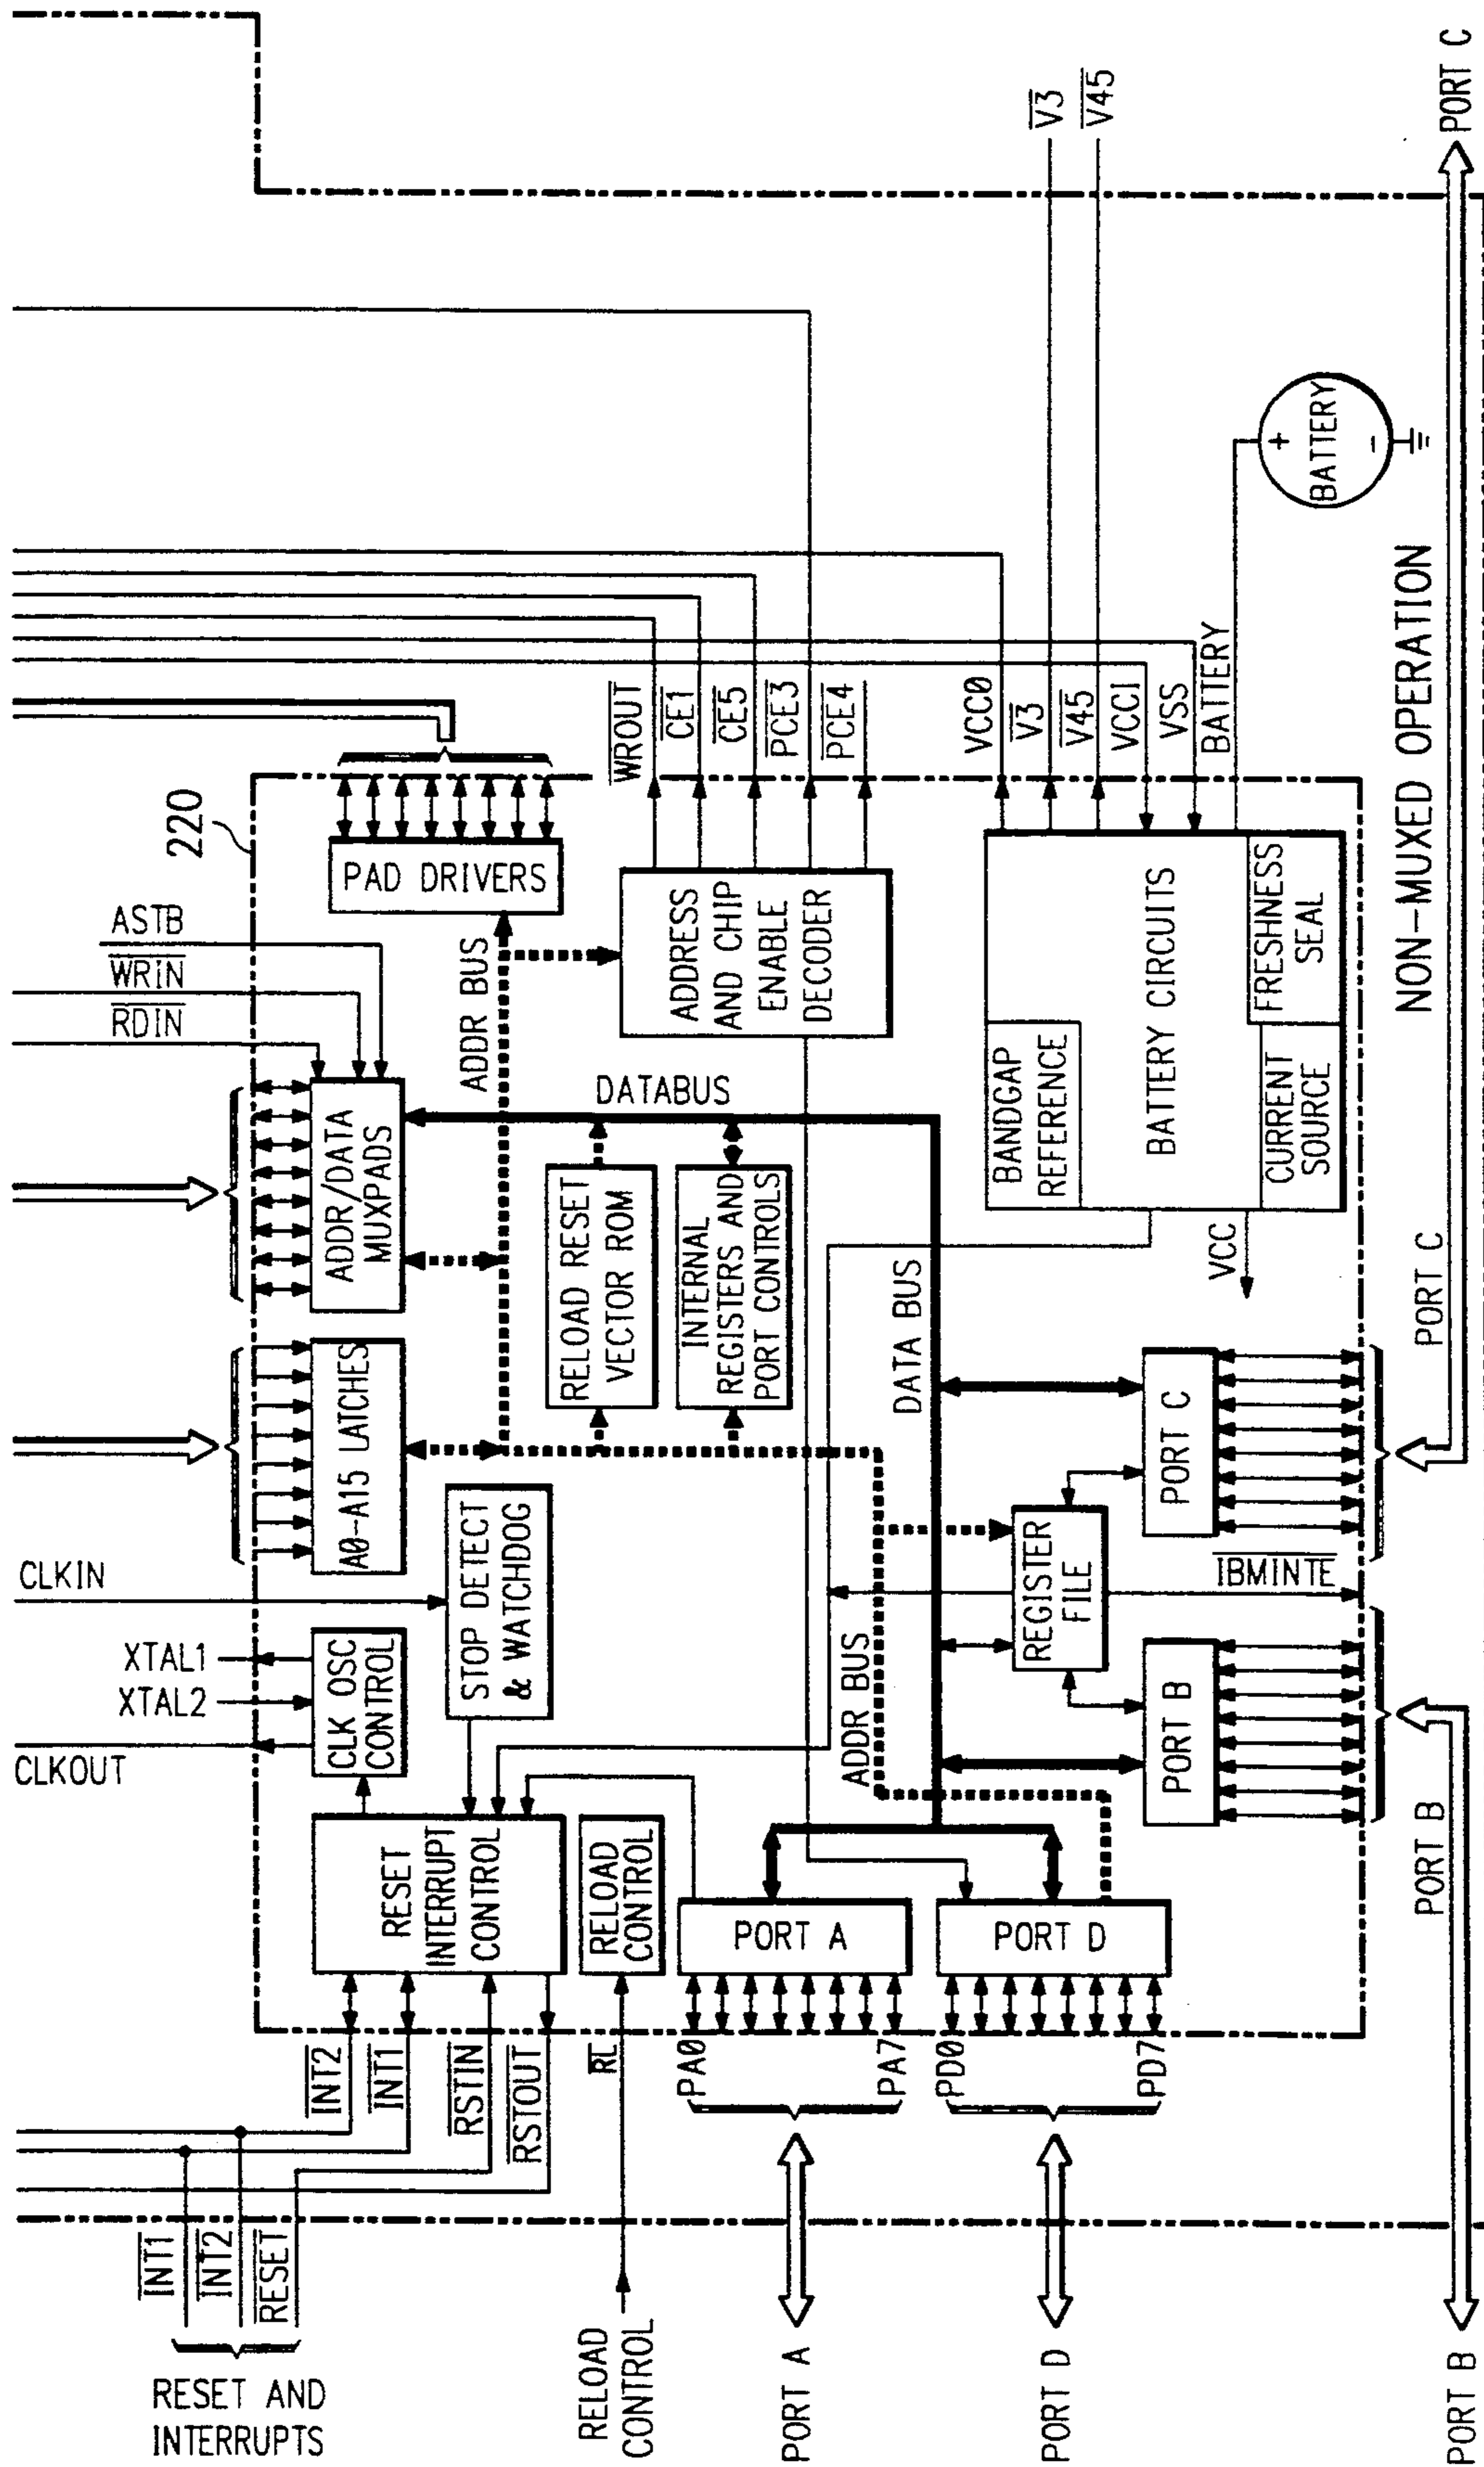 RESET AND
INTERRUPTS
INT1
INT2
RESET
INT2
INT1
RSTIN
RSTOUT
RELOAD
CONTROL
RL
PORT A
PA0
PA7
PORT D
PD0
PD7
PORT B
PORT B
CLKOUT
XTAL2
XTAL1
CLKIN
RDIN
WRIN
ASTB
220
RESET
INTERRUPT
CONTROL
CLK OSC
CONTROL
STOP DETECT
& WATCHDOG
A0-A15 LATCHES
ADDR/DATA
MUXPADS
PAD DRIVERS
ADDR BUS
RELOAD
CONTROL
RELOAD RESET
VECTOR ROM
DATABUS
INTERNAL
REGISTERS AND
PORT CONTROLS
ADDRESS
AND CHIP
ENABLE
DECODER
WROUT
CE1
CE5
PCE3
PCE4
PORT A
ADDR BUS
DATA BUS
PORT D
REGISTER
FILE
BANDGAP
REFERENCE
BATTERY CIRCUITS
CURRENT
SOURCE
FRESHNESS
SEAL
VCC
VCC0
V3
V45
VCCI
VSS
BATTERY
V3
V45
+
BATTERY
-
PORT B
IBMINTE
PORT C
PORT C
NON-MUXED OPERATION
PORT C